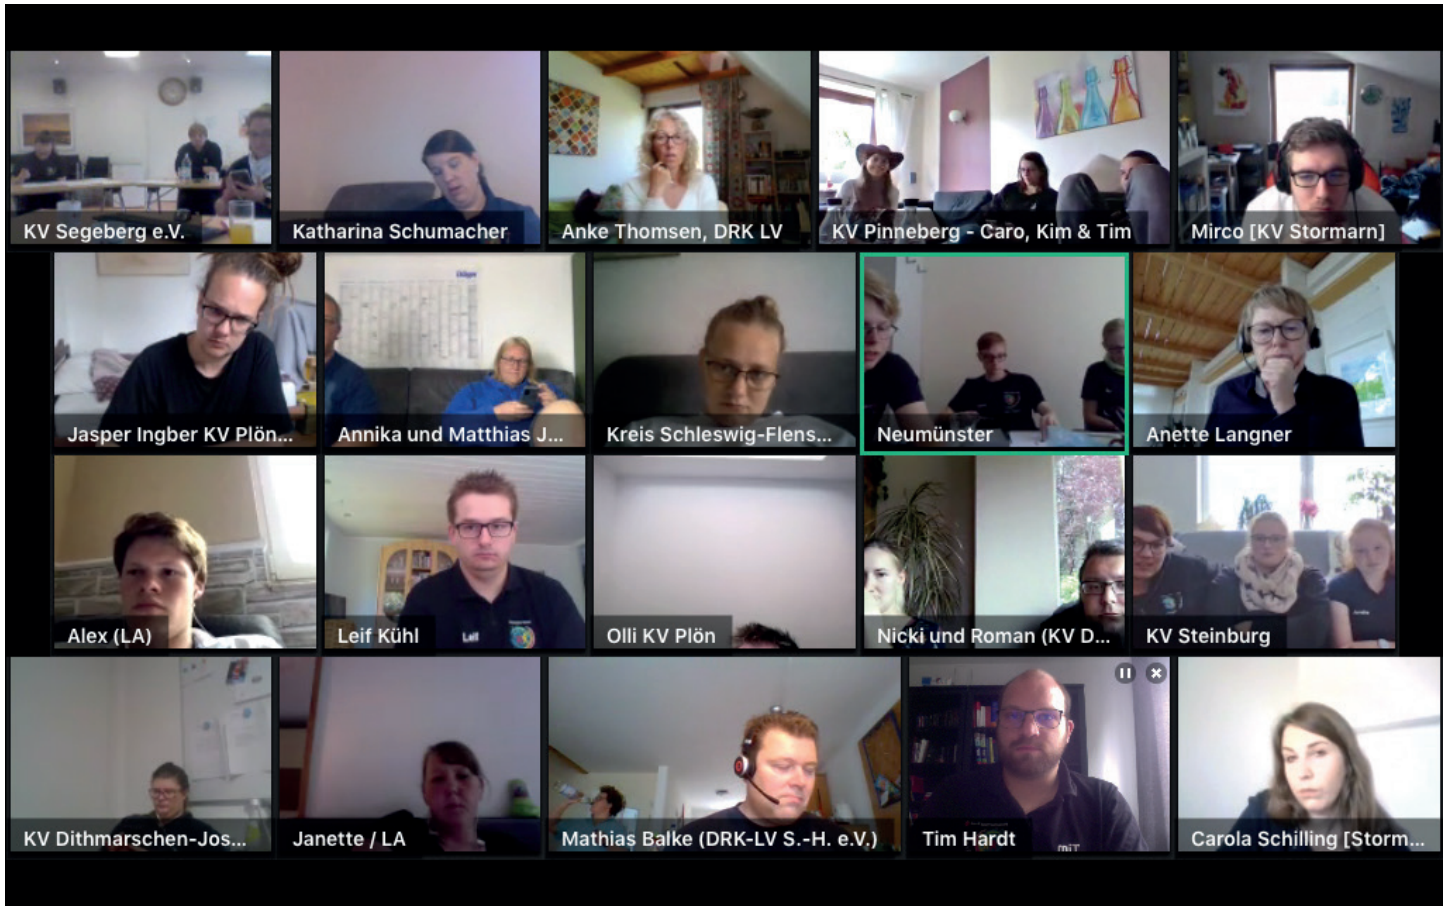 KV Segeberg e.V.
Katharina Schumacher
Anke Thomsen, DRK LV
KV Pinneberg - Caro, Kim & Tim
Mirco [KV Stormarn]
Jasper Ingber KV Plön...
Annika und Matthias J...
Kreis Schleswig-Flens...
Neumünster
Anette Langner
Alex (LA)
Leif Kühl
Leif
Olli KV Plön
Nicki und Roman (KV D...
KV Steinburg
KV Dithmarschen-Jos...
Janette / LA
Mathias Balke (DRK-LV S.-H. e.V.)
Tim Hardt
Carola Schilling [Storm...